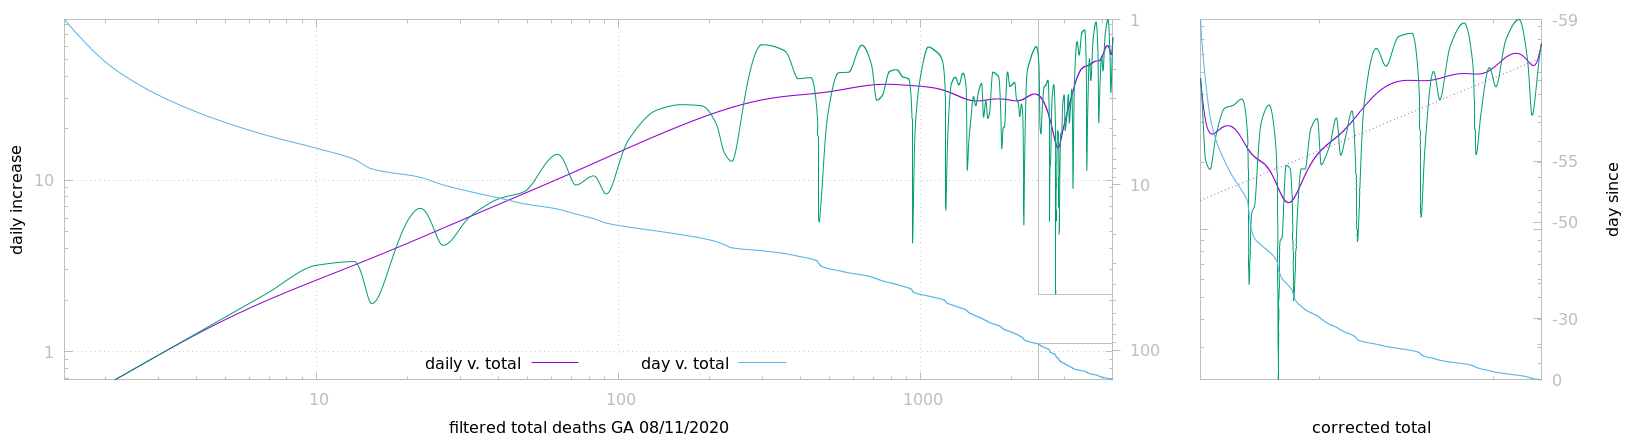 1
-59
daily increase
10
10
-55
-50
day since
-30
1
daily v. total
day v. total
100
0
10
100
1000
filtered total deaths GA 08/11/2020
corrected total